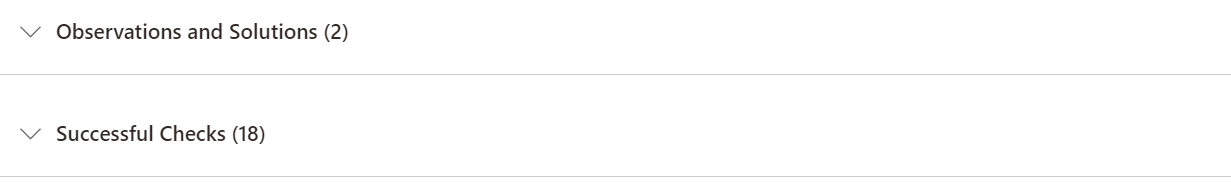 Observations and Solutions (2)
Successful Checks (18)